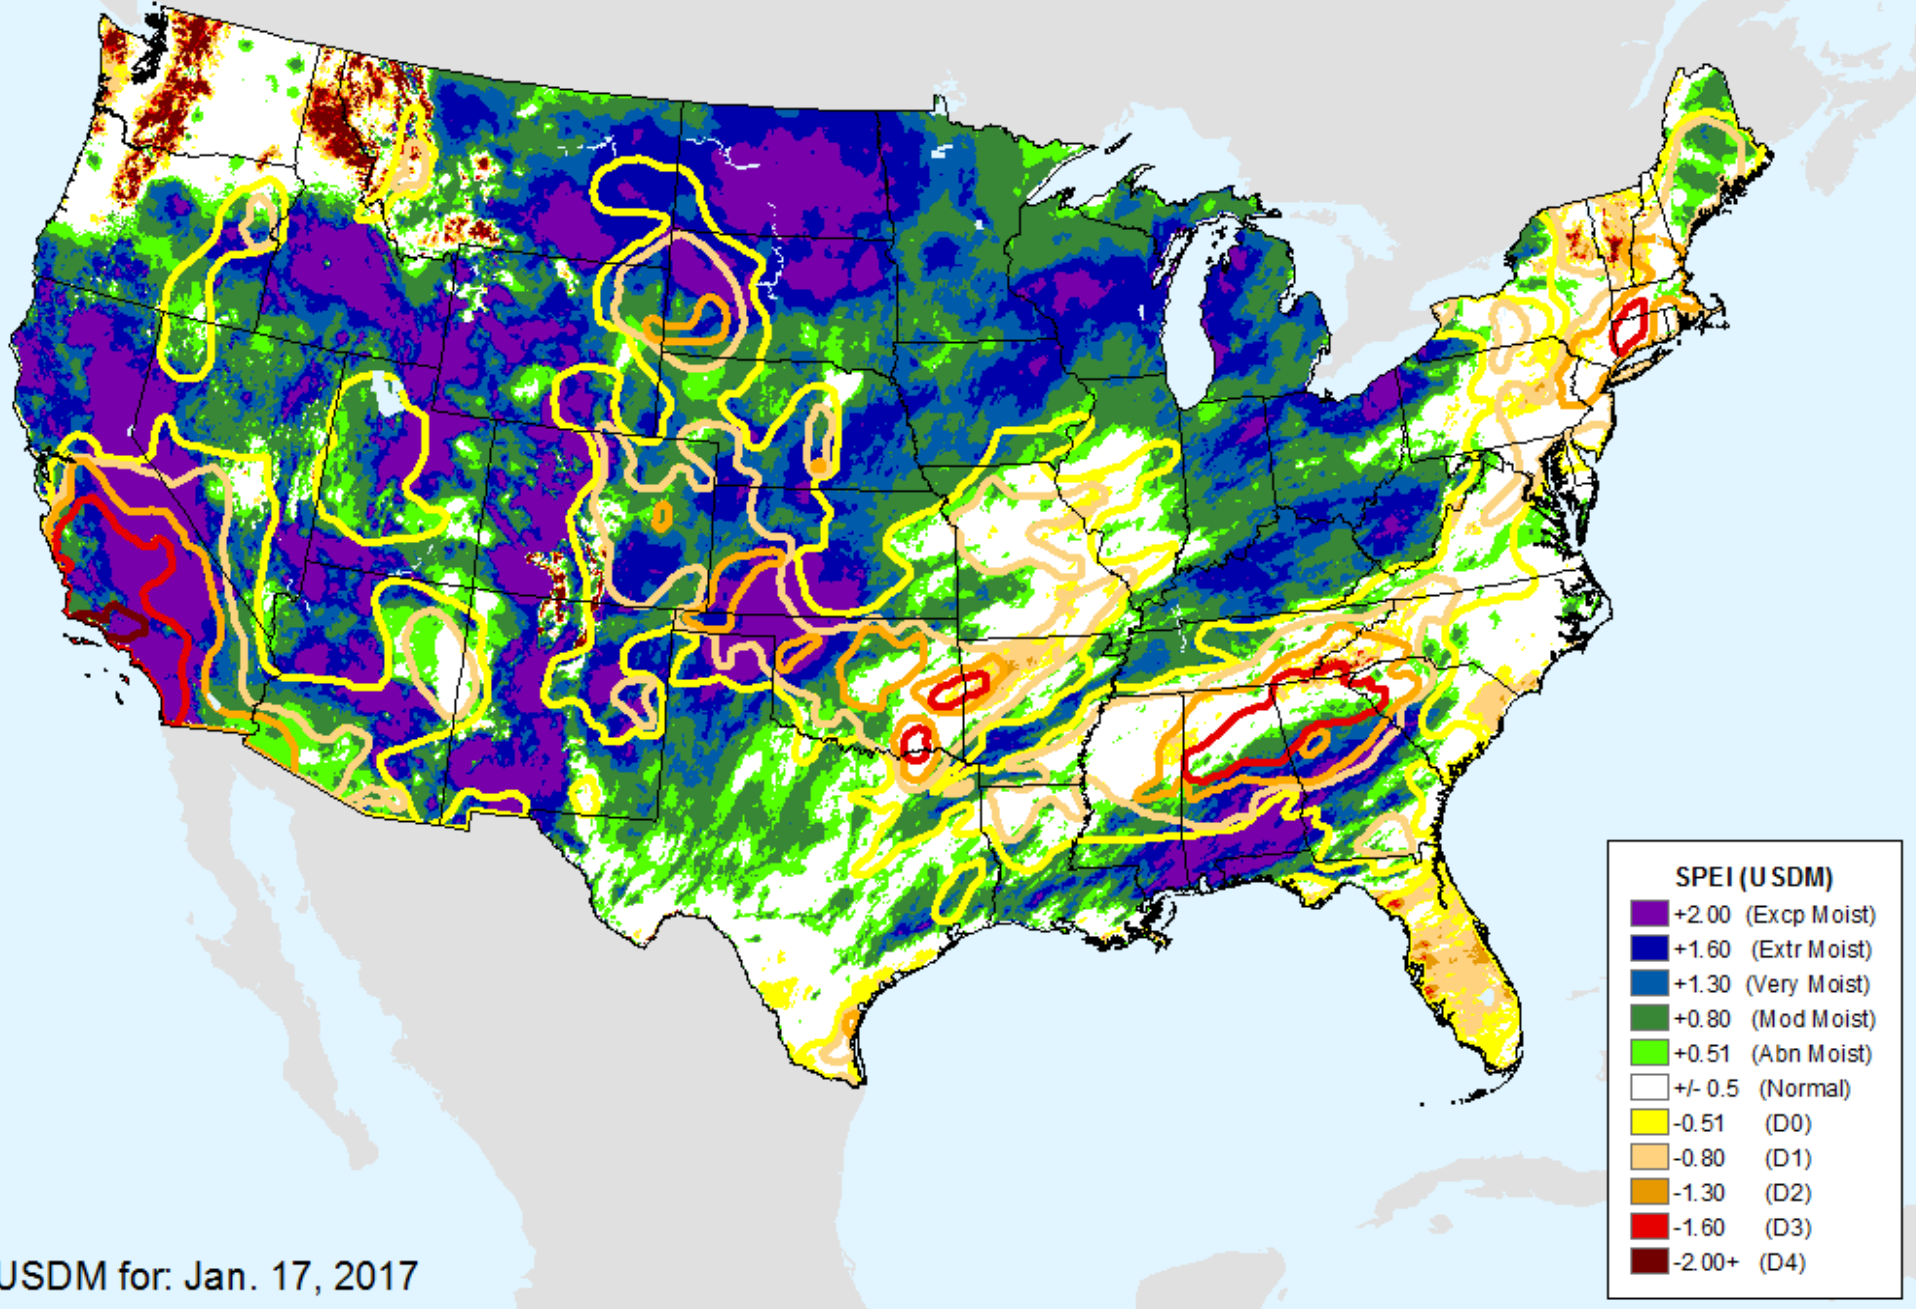 SPEI (USDM)
+2.00 (Excp Moist)
+1.60 (Extr Moist)
+1.30 (Very Moist)
+0.80 (Mod Moist)
+0.51 (Abn Moist)
+/- 0.5 (Normal)
-0.51 (D0)
-0.80 (D1)
-1.30 (D2)
-1.60 (D3)
-2.00+ (D4)
USDM for: Jan. 17, 2017